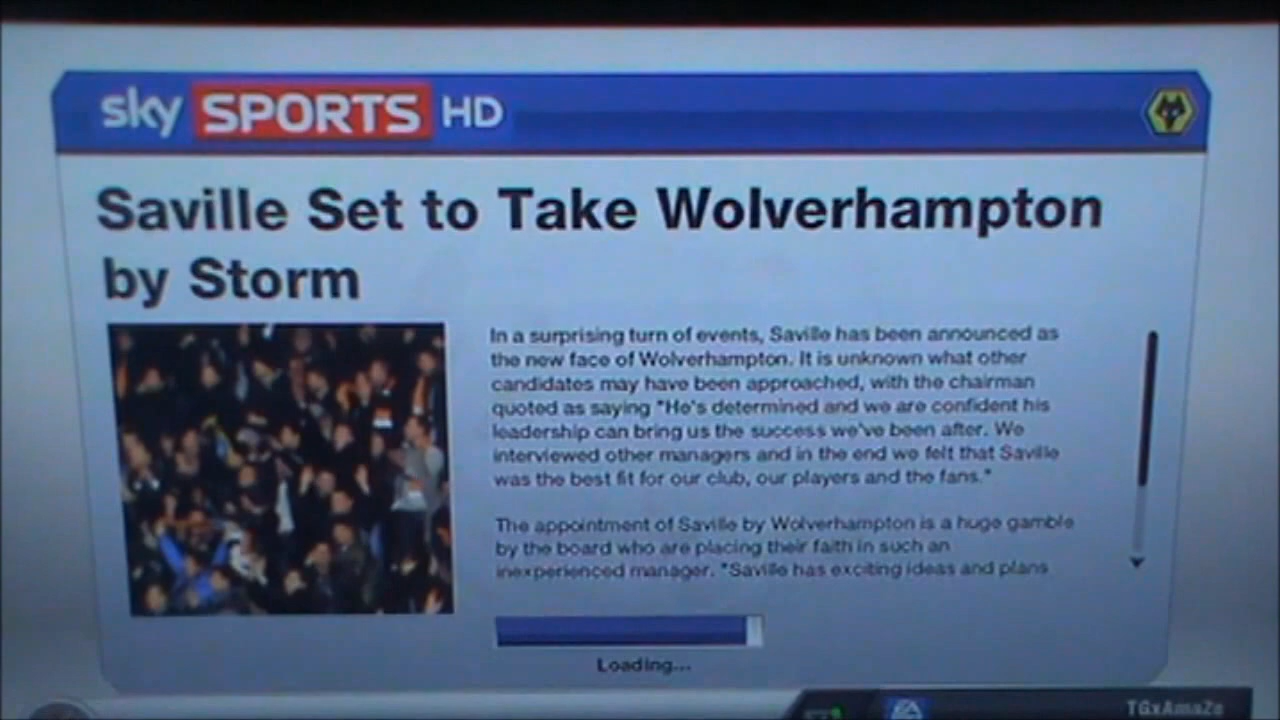 sky SPORTS HD
Saville Set to Take Wolverhampton
by Storm
In a surprising turn of events, Saville has been announced as
the new face of Wolverhampton. It is unknown what other
candidates may have been approached, with the chairman
quoted as saying "He's determined and we are confident his
leadership can bring us the success we've been after. We
interviewed other managers and in the end we felt that Saville
was the best fit for our club, our players and the fans."
The appointment of Saville by Wolverhampton is a huge gamble
by the board who are placing their faith in such an
inexperienced manager. "Saville has exciting ideas and plans
Loading...
EA
TGxAmaZe